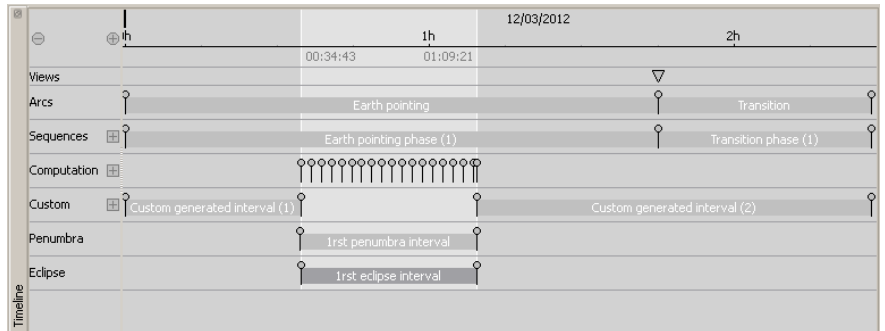 12/03/2012
0h 1h 2h
00:34:43 01:09:21
Views
Arcs Earth pointing Transition
Sequences Earth pointing phase (1) Transition phase (1)
Computation
Custom Custom generated interval (1) Custom generated interval (2)
Penumbra 1rst penumbra interval
Eclipse 1rst eclipse interval
Timeline